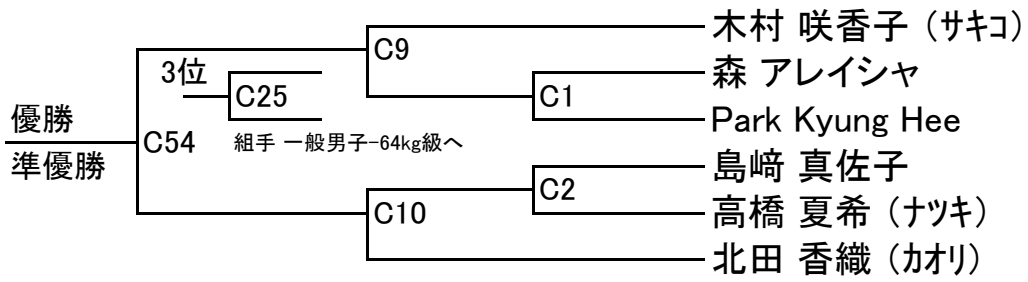 木村 咲香子 (サキコ)
C9
3位
森 アレイシャ
C25
C1
優勝
Park Kyung Hee
C54
組手 一般男子-64kg級へ
準優勝
島﨑 真佐子
C2
C10
高橋 夏希 (ナツキ)
北田 香織 (カオリ)